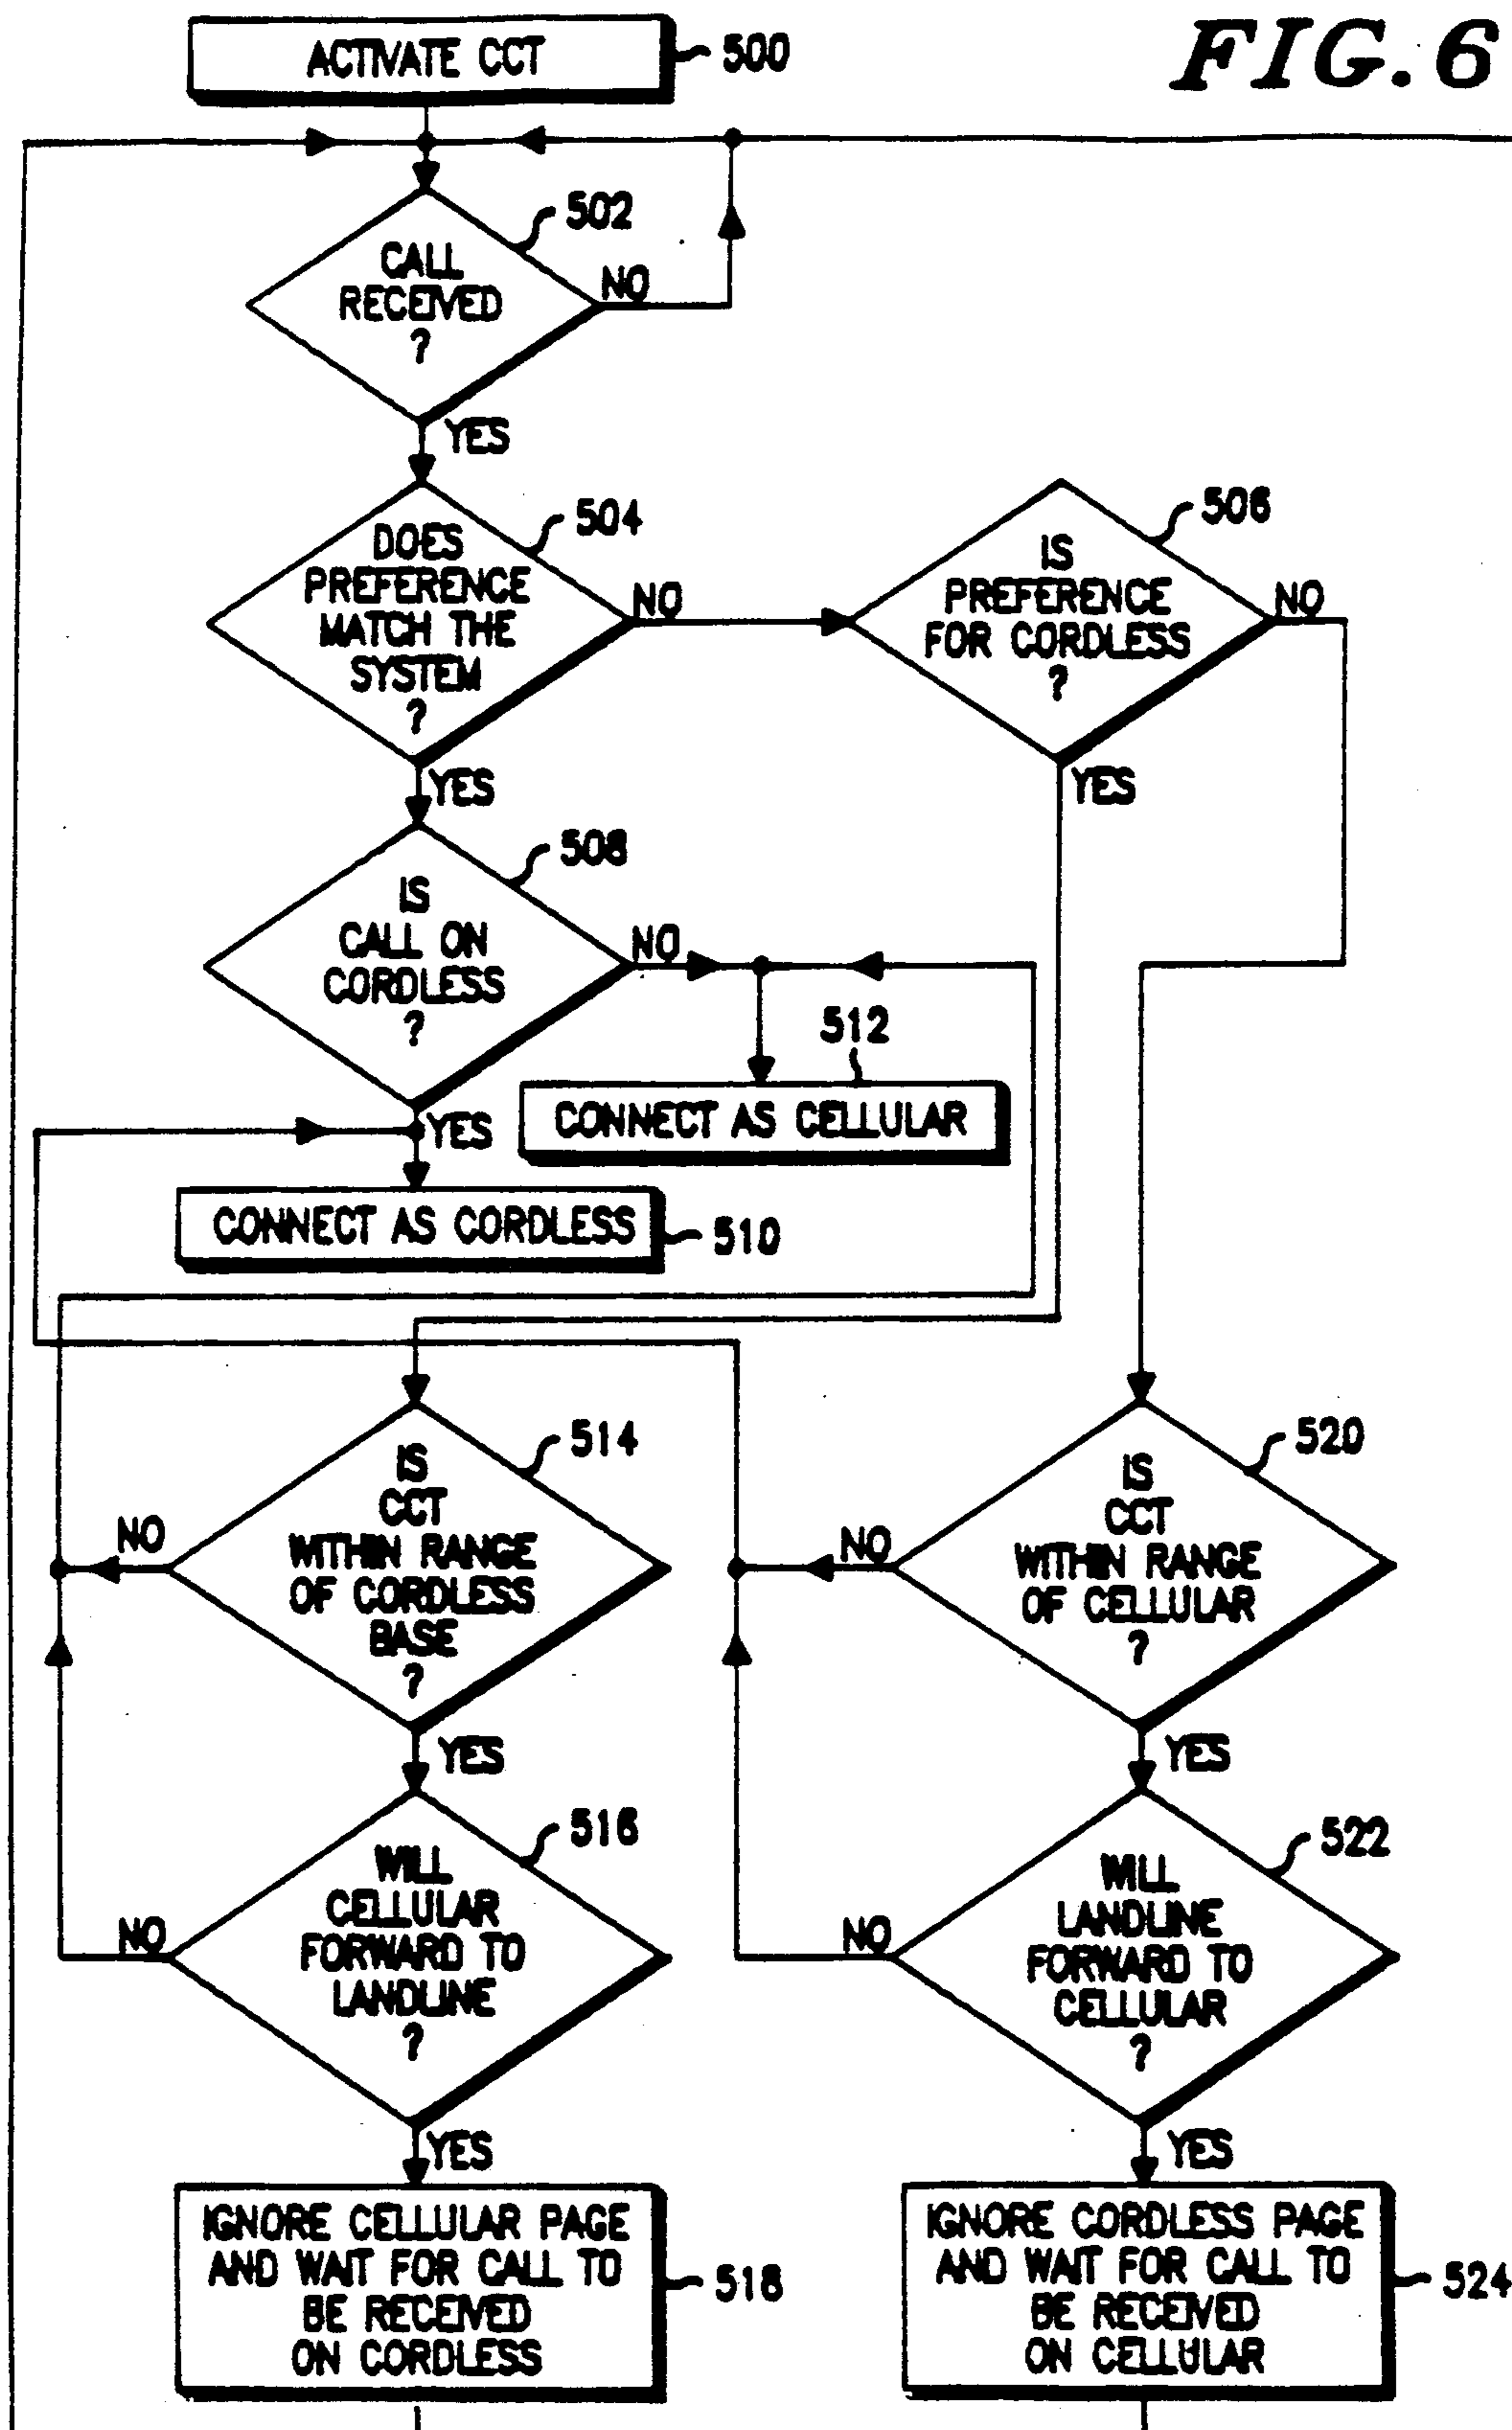 FIG. 6
ACTIVATE CCT
500
502
CALL
RECEIVED
?
NO
YES
504
DOES
PREFERENCE
MATCH THE
SYSTEM
?
NO
YES
506
IS
PREFERENCE
FOR CORDLESS
?
NO
YES
508
IS
CALL ON
CORDLESS
?
NO
YES
512
CONNECT AS CELLULAR
CONNECT AS CORDLESS
510
514
IS
CCT
WITHIN RANGE
OF CORDLESS
BASE
?
NO
YES
520
IS
CCT
WITHIN RANGE
OF CELLULAR
?
NO
YES
516
WILL
CELLULAR
FORWARD TO
LANDLINE
?
NO
YES
522
WILL
LANDLINE
FORWARD TO
CELLULAR
?
NO
YES
IGNORE CELLULAR PAGE
AND WAIT FOR CALL TO
BE RECEIVED
ON CORDLESS
518
IGNORE CORDLESS PAGE
AND WAIT FOR CALL TO
BE RECEIVED
ON CELLULAR
524